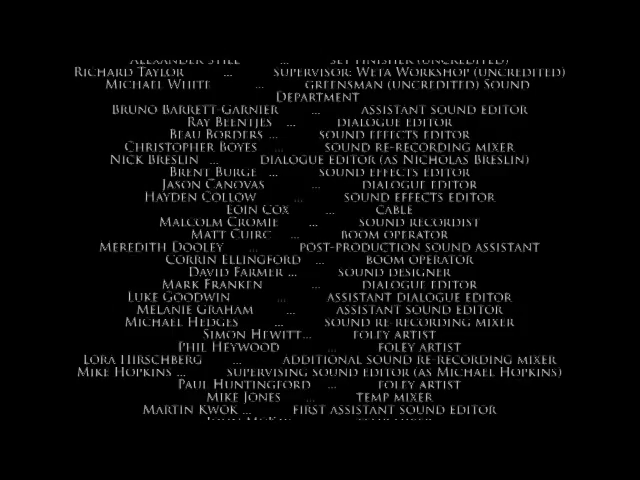 Alexander Still ... set finisher (uncredited)
Richard Taylor ... supervisor: Weta Workshop (uncredited)
Michael White ... greensman (uncredited) Sound
Department
Bruno Barrett-Garnier ... assistant sound editor
Ray Beentjes ... dialogue editor
Beau Borders ... sound effects editor
Christopher Boyes ... sound re-recording mixer
Nick Breslin ... dialogue editor (as Nicholas Breslin)
Brent Burge ... sound effects editor
Jason Canovas ... dialogue editor
Hayden Collow ... sound effects editor
Eoin Cox ... cable
Malcolm Cromie ... sound recordist
Matt Cuirc ... boom operator
Meredith Dooley ... post-production sound assistant
Corrin Ellingford ... boom operator
David Farmer ... sound designer
Mark Franken ... dialogue editor
Luke Goodwin ... assistant dialogue editor
Melanie Graham ... assistant sound editor
Michael Hedges ... sound re-recording mixer
Simon Hewitt ... foley artist
Phil Heywood ... foley artist
Lora Hirschberg ... additional sound re-recording mixer
Mike Hopkins ... supervising sound editor (as Michael Hopkins)
Paul Huntingford ... foley artist
Mike Jones ... temp mixer
Martin Kwok ... first assistant sound editor